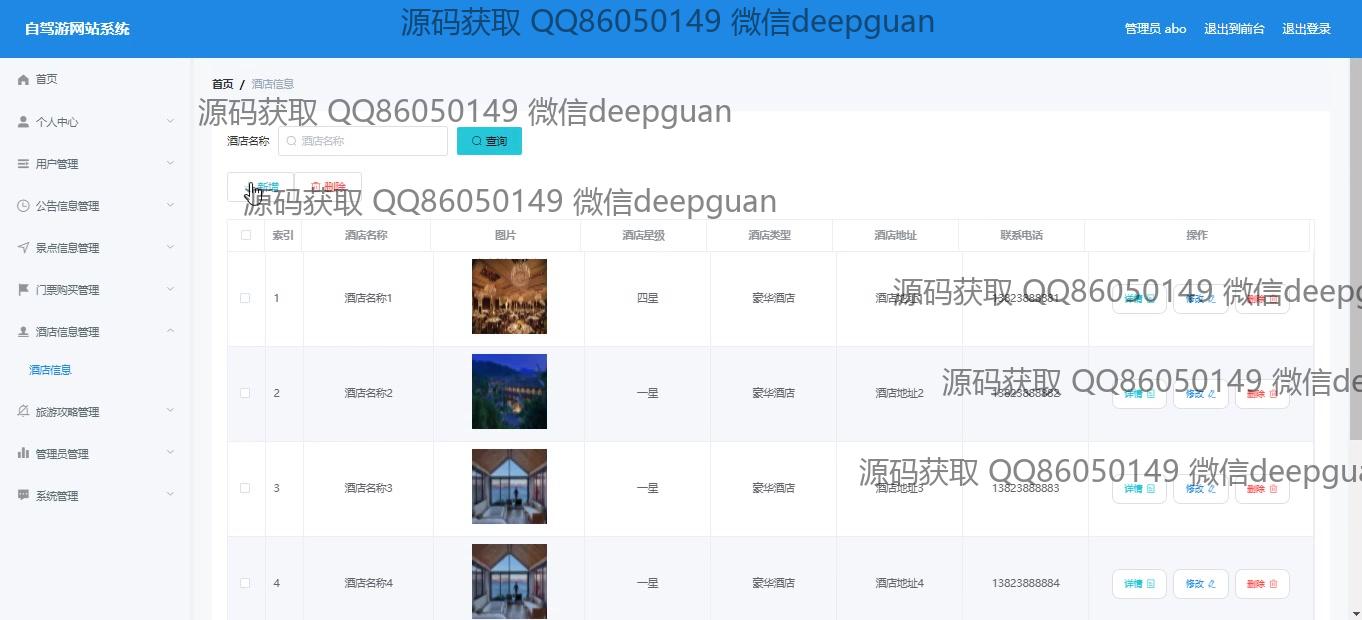 自驾游网站系统
源码获取 QQ86050149 微信deepguan
管理员 abo 退出到前台 退出登录
首页
个人中心
用户管理
公告信息管理
景点信息管理
门票购买管理
酒店信息管理
酒店信息
旅游攻略管理
管理员管理
系统管理
首页 / 酒店信息
源码获取 QQ86050149 微信deepguan
酒店名称 酒店名称 查询
新增 删除
源码获取 QQ86050149 微信deepguan
索引 酒店名称 图片 酒店星级 酒店类型 酒店地址 联系电话 操作
源码获取 QQ86050149 微信deepg
1 酒店名称1 四星 豪华酒店 酒店地址1 13823888881 详情 修改 删除
源码获取 QQ86050149 微信de
2 酒店名称2 一星 豪华酒店 酒店地址2 13823888882 详情 修改 删除
源码获取 QQ86050149 微信deepgua
3 酒店名称3 一星 豪华酒店 酒店地址3 13823888883 详情 修改 删除
4 酒店名称4 一星 豪华酒店 酒店地址4 13823888884 详情 修改 删除